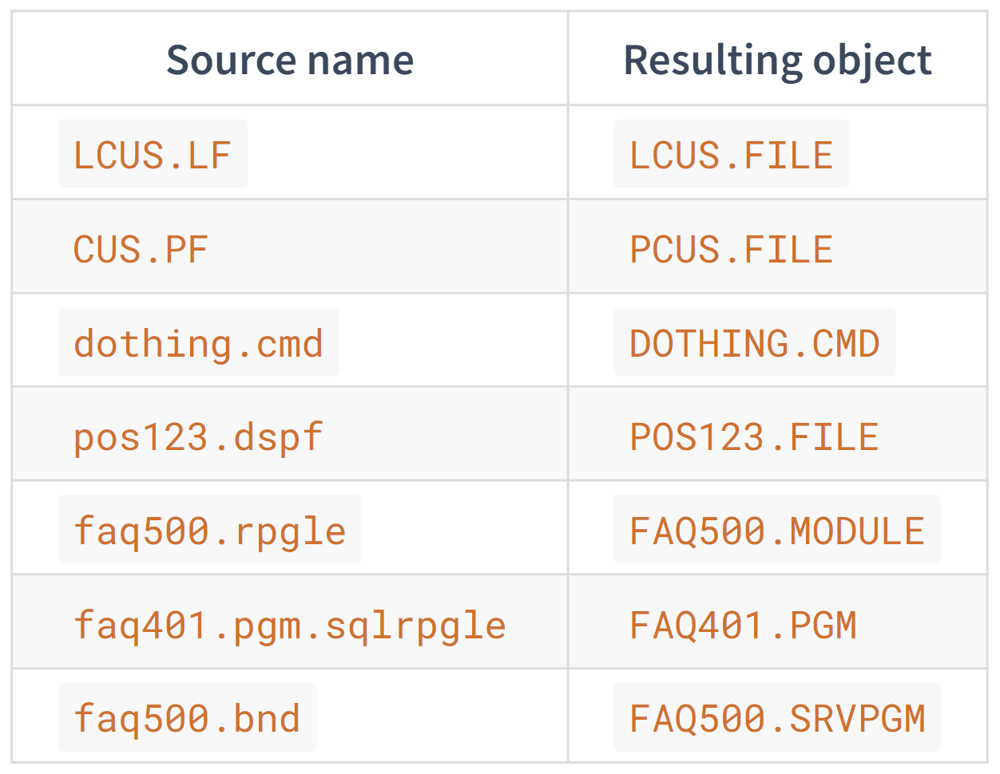 Source name Resulting object
LCUS.LF LCUS.FILE
CUS.PF PCUS.FILE
dothing.cmd DOTHING.CMD
pos123.dspf POS123.FILE
faq500.rpgle FAQ500.MODULE
faq401.pgm.sqlrpgle FAQ401.PGM
faq500.bnd FAQ500.SRVPGM